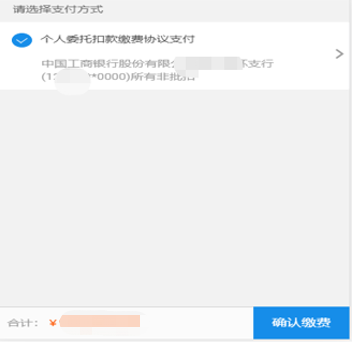 请选择支付方式
个人委托扣款缴费协议支付
中国工商银行股份有限 支行
*0000)所有非批扣
合计: ¥
确认缴费